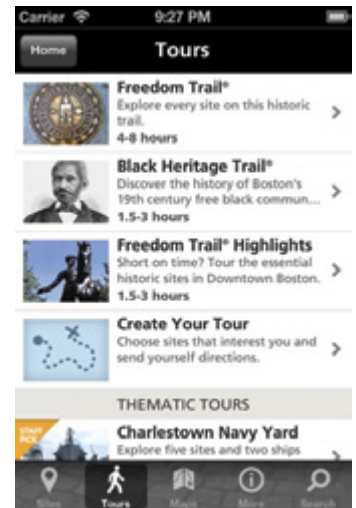 Carrier 9:27 PM
Home Tours
Freedom Trail®
Explore every site on this historic
trail.
4-8 hours
Black Heritage Trail®
Discover the history of Boston's
19th century free black commun...
1.5-3 hours
Freedom Trail® Highlights
Short on time? Tour the essential
historic sites in Downtown Boston.
1.5-3 hours
Create Your Tour
Choose sites that interest you and
send yourself directions.
THEMATIC TOURS
STAFF PICK
Charlestown Navy Yard
Explore five sites and two ships
Sites Tours Maps More Search